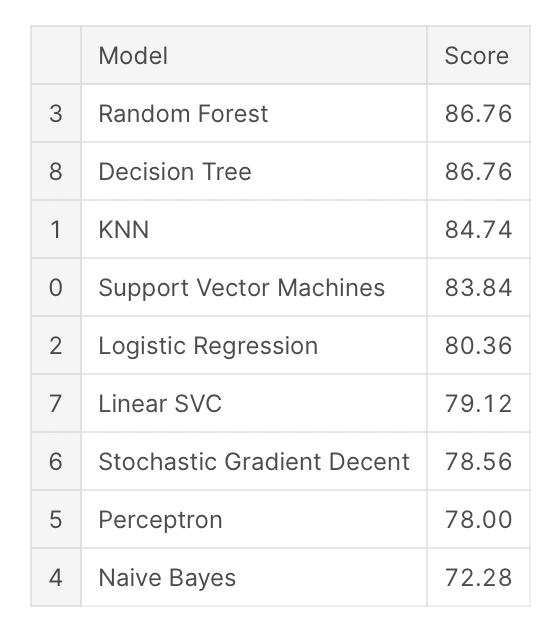 Model Score
3 Random Forest 86.76
8 Decision Tree 86.76
1 KNN 84.74
0 Support Vector Machines 83.84
2 Logistic Regression 80.36
7 Linear SVC 79.12
6 Stochastic Gradient Decent 78.56
5 Perceptron 78.00
4 Naive Bayes 72.28